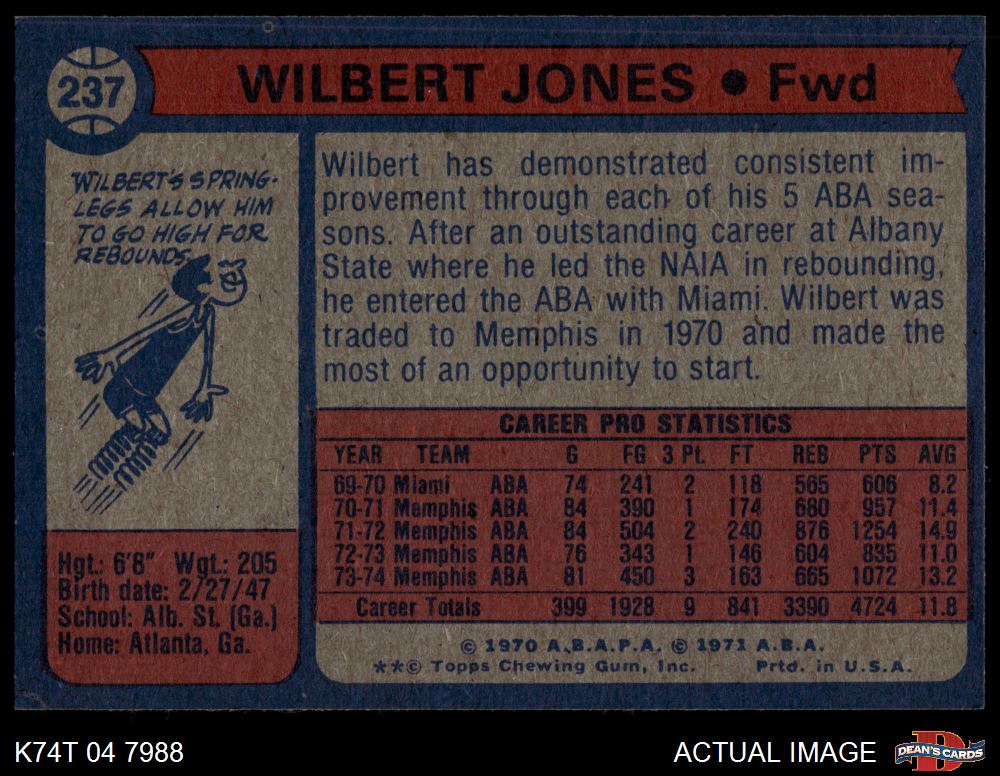 237
WILBERT JONES • Fwd
WILBERT'S SPRING-
LEGS ALLOW HIM
TO GO HIGH FOR
REBOUNDS
Hgt.: 6'8" Wgt.: 205
Birth date: 2/27/47
School: Alb. St. (Ga.)
Home: Atlanta, Ga.
Wilbert has demonstrated consistent im-
provement through each of his 5 ABA sea-
sons. After an outstanding career at Albany
State where he led the NAIA in rebounding,
he entered the ABA with Miami. Wilbert was
traded to Memphis in 1970 and made the
most of an opportunity to start.
CAREER PRO STATISTICS
YEAR TEAM G FG 3 Pt. FT REB PTS AVG
69-70 Miami ABA 74 241 2 118 565 606 8.2
70-71 Memphis ABA 84 390 1 174 680 957 11.4
71-72 Memphis ABA 84 504 2 240 876 1254 14.9
72-73 Memphis ABA 76 343 1 146 604 835 11.0
73-74 Memphis ABA 81 450 3 163 665 1072 13.2
Career Totals 399 1928 9 841 3390 4724 11.8
© 1970 A.B.A.P.A. © 1971 A.B.A.
**© Topps Chewing Gum, Inc. Prtd. in U.S.A.
K74T 04 7988
ACTUAL IMAGE
D
DEAN'S CARDS